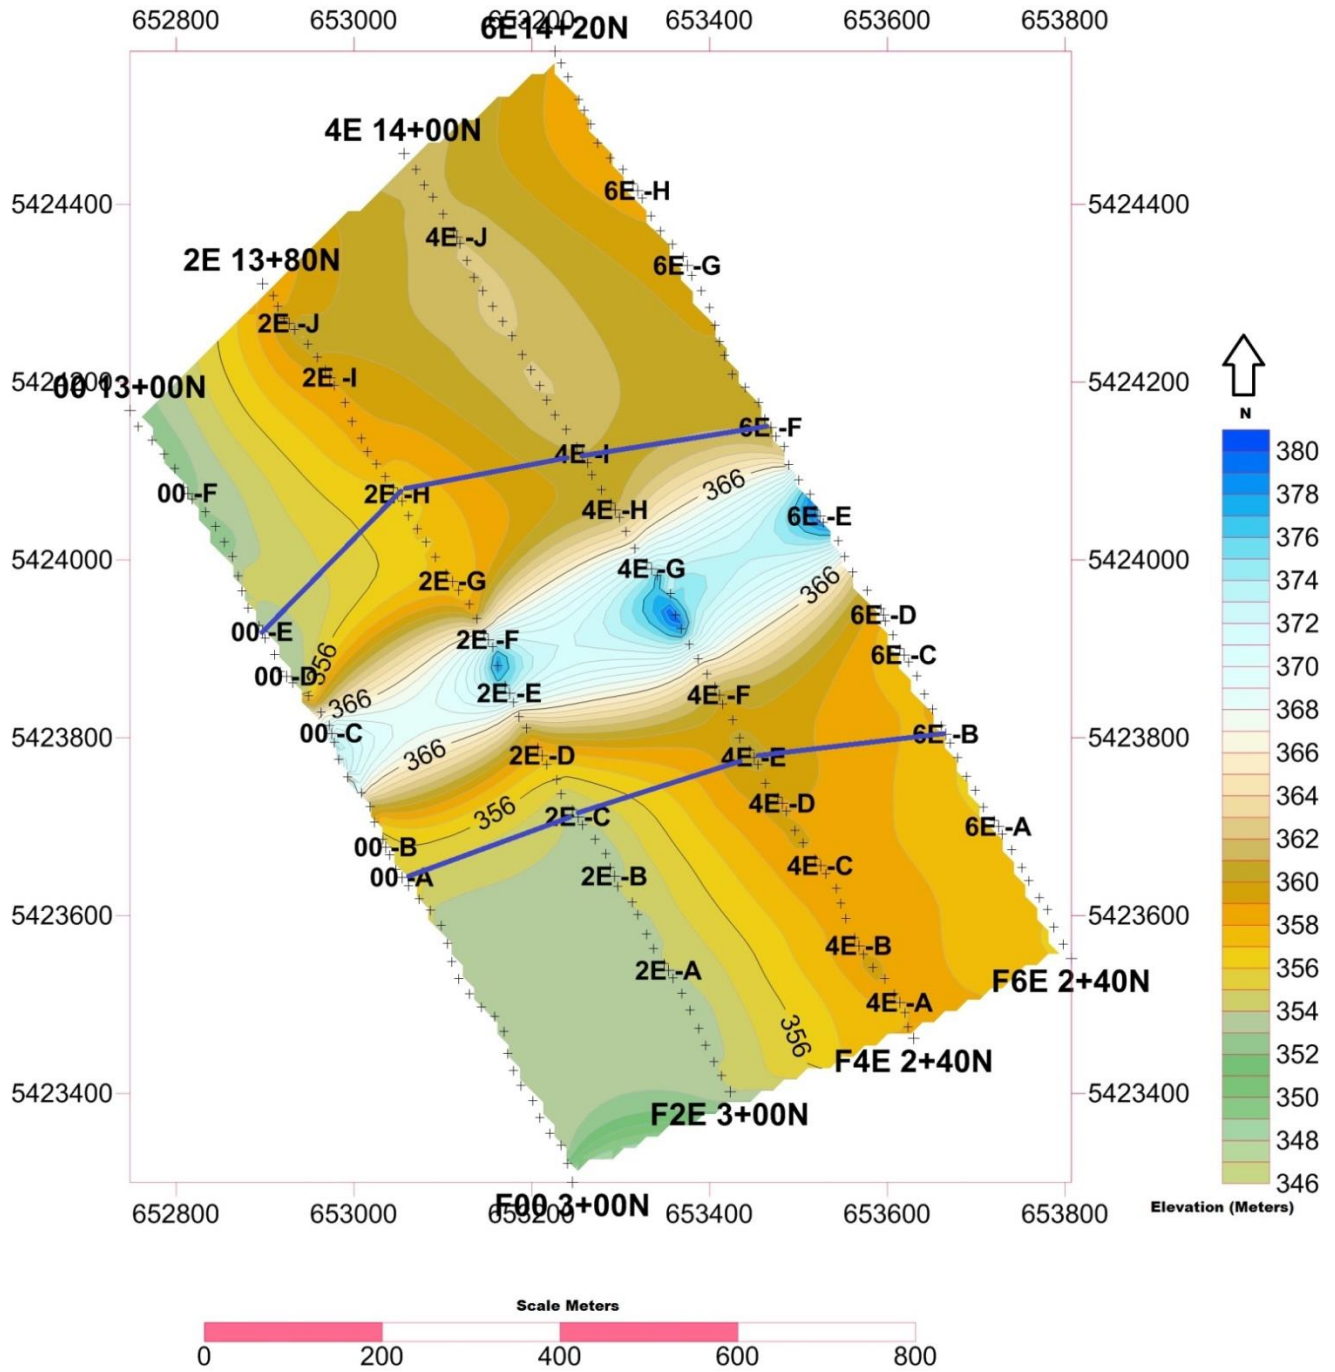 652800 653000 653200 653400 653600 653800
6E14+20N
4E 14+00N
5424400 6E -H 5424400
4E -J
2E 13+80N
6E -G
2E -J
5424200 2E -I 5424200
00 13+00N
N
6E -F
4E -I
366
00 -F 2E -H
4E -H 6E -E
5424000 4E -G 5424000
2E -G 366
6E -D
00 -E 2E -F
6E -C
356
00 -D
2E -E 4E -F
366
00 -C 5423800 6E -B 5423800
366 2E -D 4E -E
356 4E -D
2E -C 6E -A
00 -B
4E -C
00 -A 2E -B
5423600 5423600
4E -B
2E -A F6E 2+40N
4E -A
356
F4E 2+40N
5423400 5423400
F2E 3+00N
F00 3+00N
652800 653000 653200 653400 653600 653800
380
378
376
374
372
370
368
366
364
362
360
358
356
354
352
350
348
346
Elevation (Meters)
Scale Meters
0 200 400 600 800